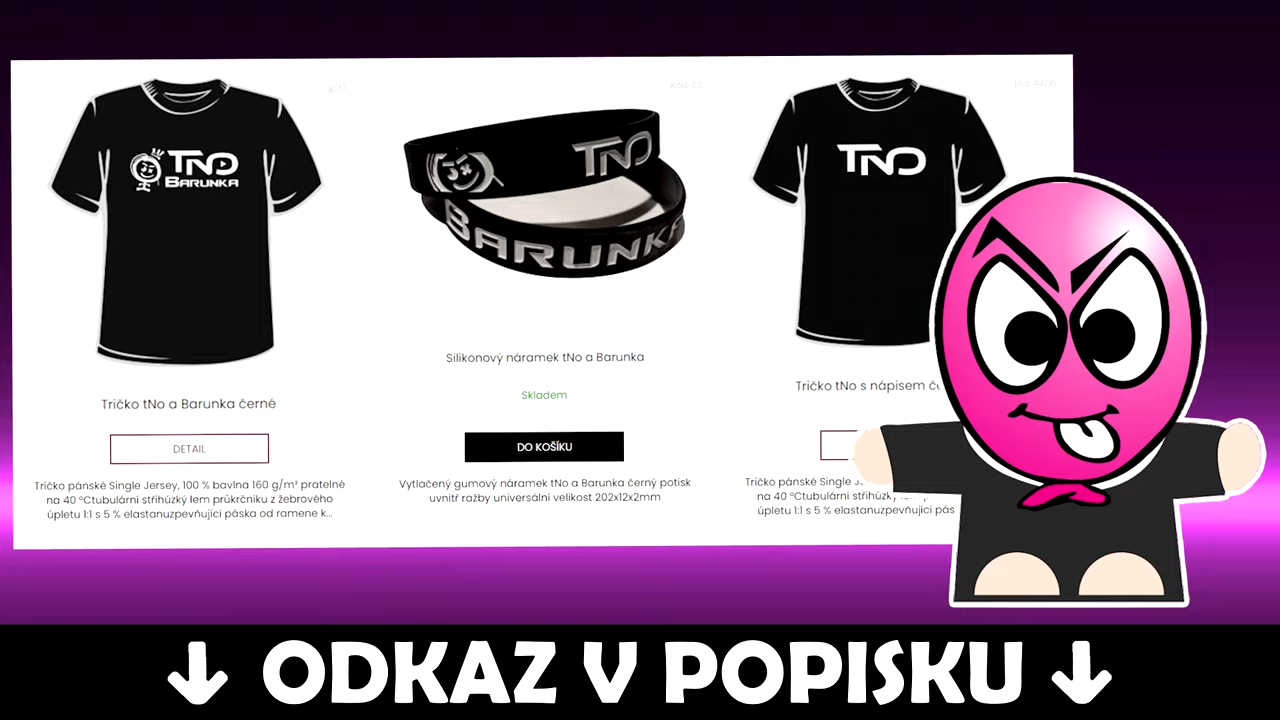 TNO
BARUNKA
Tričko tNo a Barunka černé
DETAIL
Tričko pánské Single Jersey, 100 % bavlna 160 g/m² pratelné
na 40 °Ctubulární střihúzký lem průkrčníku z žebrového
úpletu 1:1 s 5 % elastanuzpevňující páska od ramene k...
Kód: 63
TNO
BARUNKA
Silikonový náramek tNo a Barunka
Skladem
DO KOŠÍKU
Vytlačený gumový náramek tNo a Barunka černý potisk
uvnitř ražby universální velikost 202x12x2mm
TNO
Tričko tNo s nápisem
Tričko pánské Single
na 40 °Ctubulární střihúzký lem
úpletu 1:1 s 5 % elastanuzpevňující pás
↓ ODKAZ V POPISKU ↓